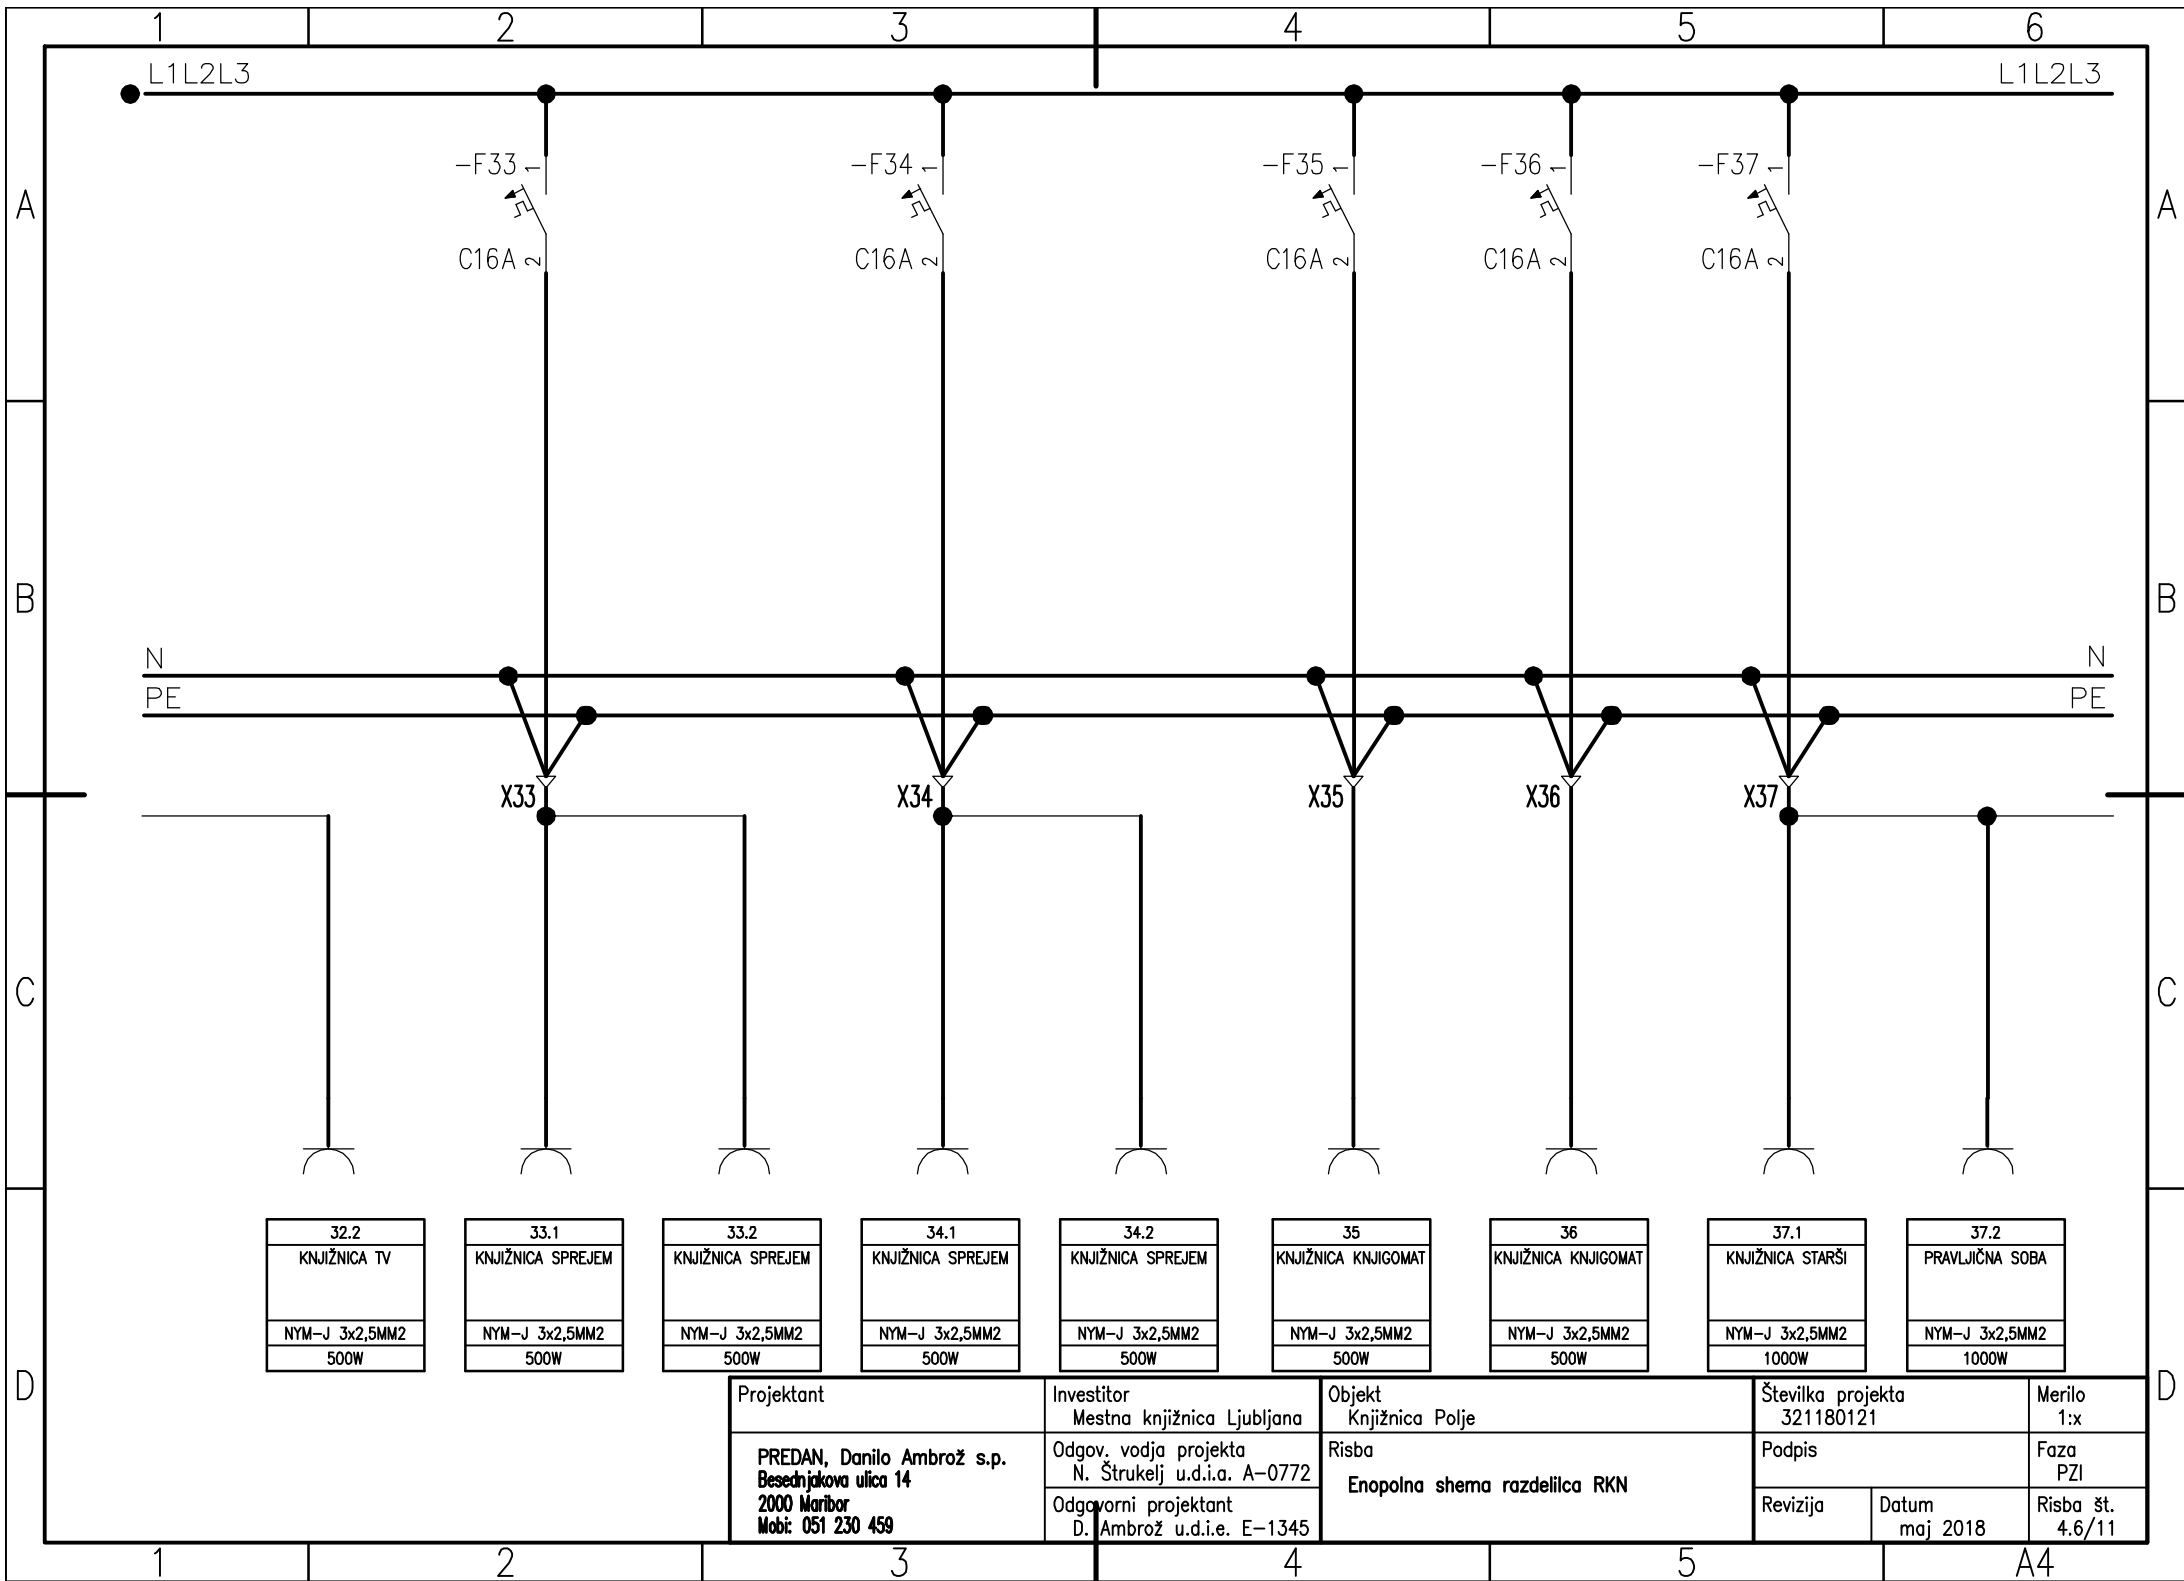 1 2 3 4 5 6
L1L2L3 L1L2L3
-F33 1 -F34 1 -F35 1 -F36 1 -F37 1
A A
C16A 2 C16A 2 C16A 2 C16A 2 C16A 2
B B
N N
PE PE
X33 X34 X35 X36 X37
C C
32.2 33.1 33.2 34.1 34.2 35 36 37.1 37.2
KNJIŽNICA TV KNJIŽNICA SPREJEM KNJIŽNICA SPREJEM KNJIŽNICA SPREJEM KNJIŽNICA SPREJEM KNJIŽNICA KNJIGOMAT KNJIŽNICA KNJIGOMAT KNJIŽNICA STARŠI PRAVLJIČNA SOBA
NYM-J 3x2,5MM2 NYM-J 3x2,5MM2 NYM-J 3x2,5MM2 NYM-J 3x2,5MM2 NYM-J 3x2,5MM2 NYM-J 3x2,5MM2 NYM-J 3x2,5MM2 NYM-J 3x2,5MM2 NYM-J 3x2,5MM2
500W 500W 500W 500W 500W 500W 500W 1000W 1000W
D D
Projektant
PREDAN, Danilo Ambrož s.p.
Besednjakova ulica 14
2000 Maribor
Mobi: 051 230 459
Investitor
Mestna knjižnica Ljubljana
Odgov. vodja projekta
N. Štrukelj u.d.i.a. A-0772
Odgovorni projektant
D. Ambrož u.d.i.e. E-1345
Objekt
Knjižnica Polje
Risba
Enopolna shema razdelilca RKN
Številka projekta
321180121
Merilo
1:x
Podpis
Faza
PZI
Revizija
Datum
maj 2018
Risba št.
4.6/11
1 2 3 4 5 A4